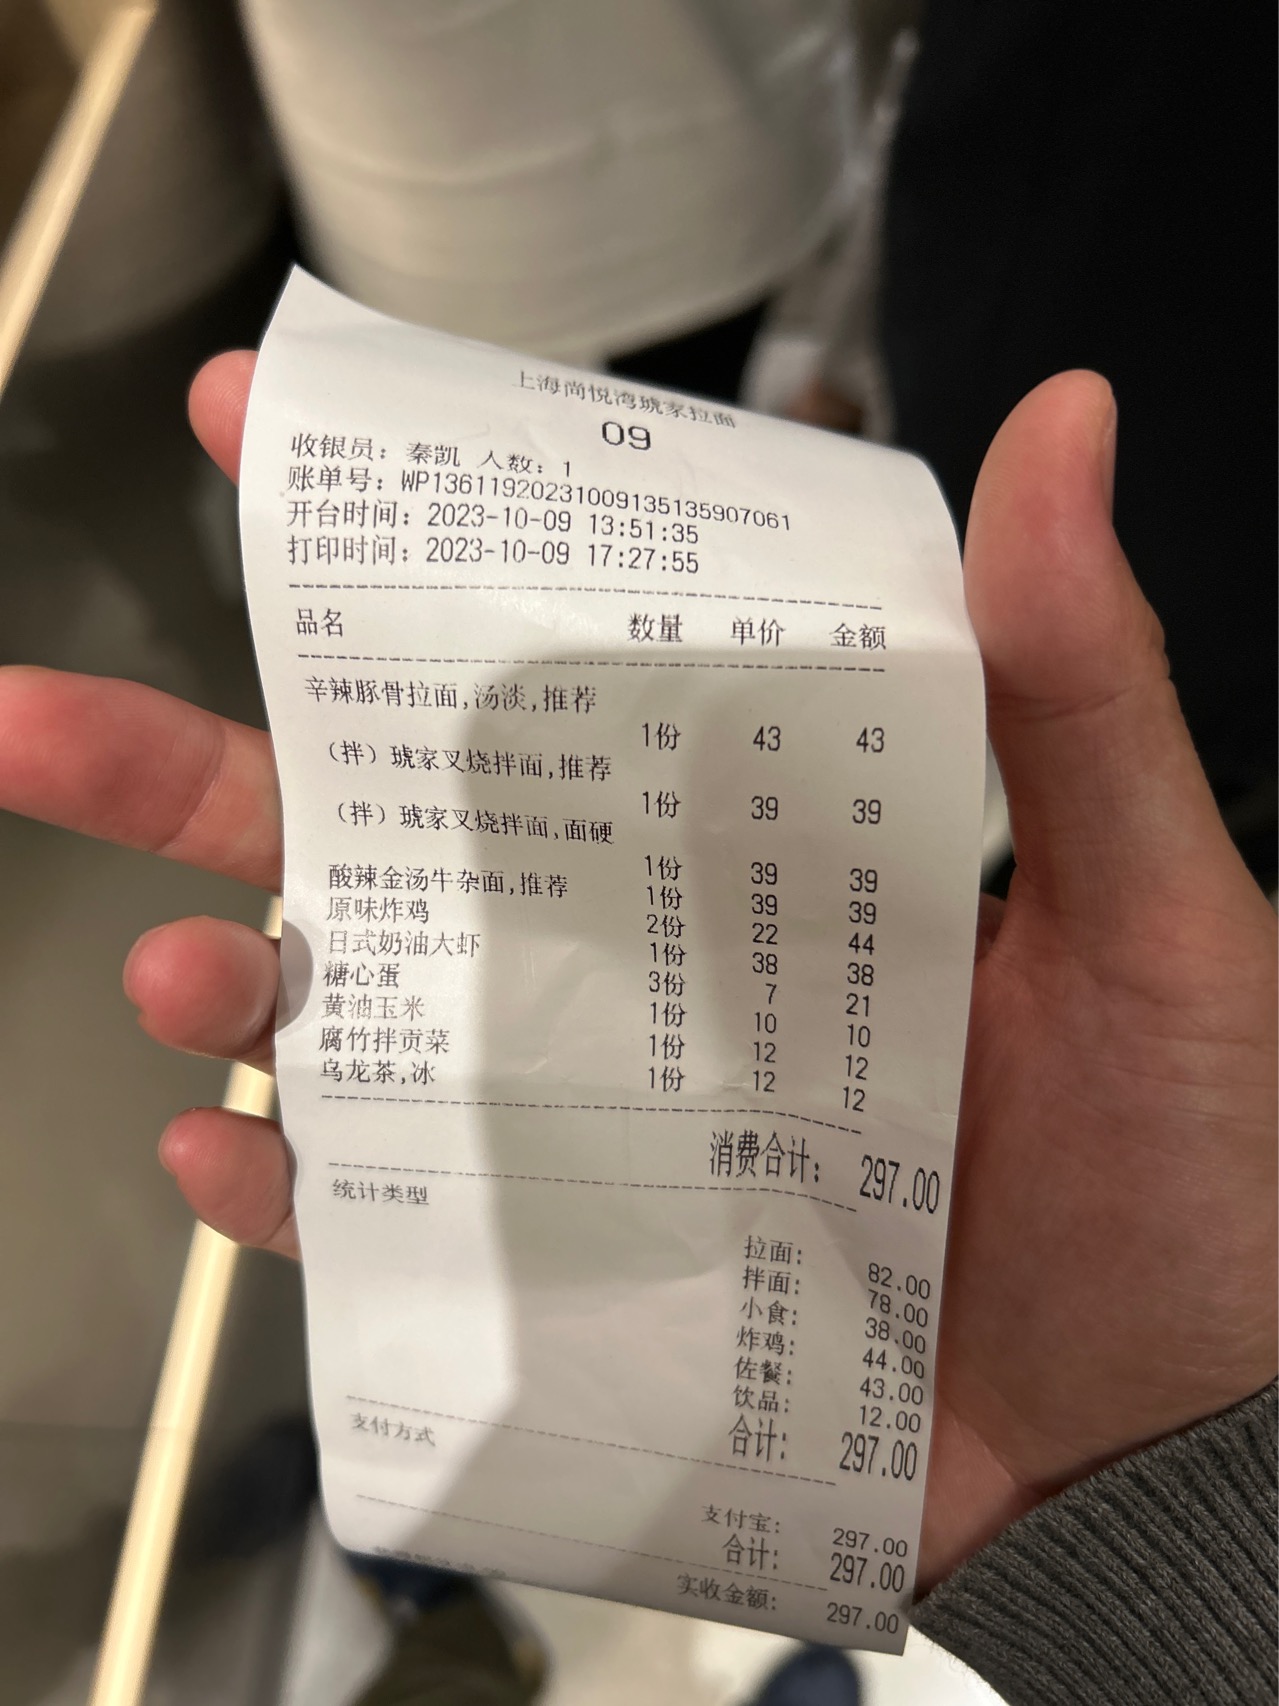 上海尚悦湾琥家拉面
09
收银员：秦凯 人数：1
账单号：WP13611920231009135135907061
开台时间：2023-10-09 13:51:35
打印时间：2023-10-09 17:27:55
品名 数量 单价 金额
辛辣豚骨拉面,汤淡,推荐
1份 43 43
（拌）琥家叉烧拌面,推荐
1份 39 39
（拌）琥家叉烧拌面,面硬
1份 39 39
酸辣金汤牛杂面,推荐 1份 39 39
原味炸鸡 2份 22 44
日式奶油大虾 1份 38 38
糖心蛋 3份 7 21
黄油玉米 1份 10 10
腐竹拌贡菜 1份 12 12
乌龙茶,冰 1份 12 12
消费合计： 297.00
统计类型
拉面： 82.00
拌面： 78.00
小食： 38.00
炸鸡： 44.00
佐餐： 43.00
饮品： 12.00
合计： 297.00
支付方式
支付宝： 297.00
合计： 297.00
实收金额： 297.00